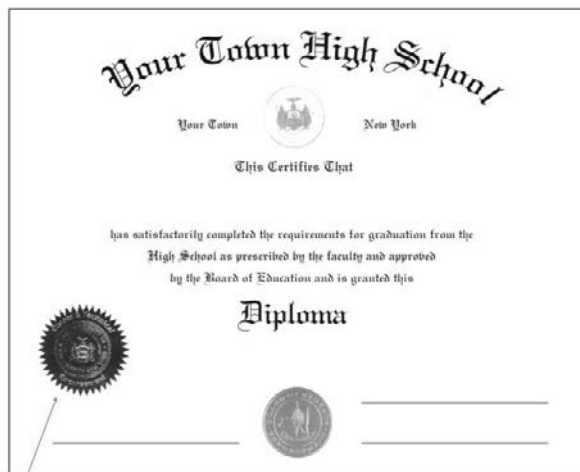 Your Town High School
Your Town New York
This Certifies That
has satisfactorily completed the requirements for graduation from the
High School as prescribed by the faculty and approved
by the Board of Education and is granted this
Diploma